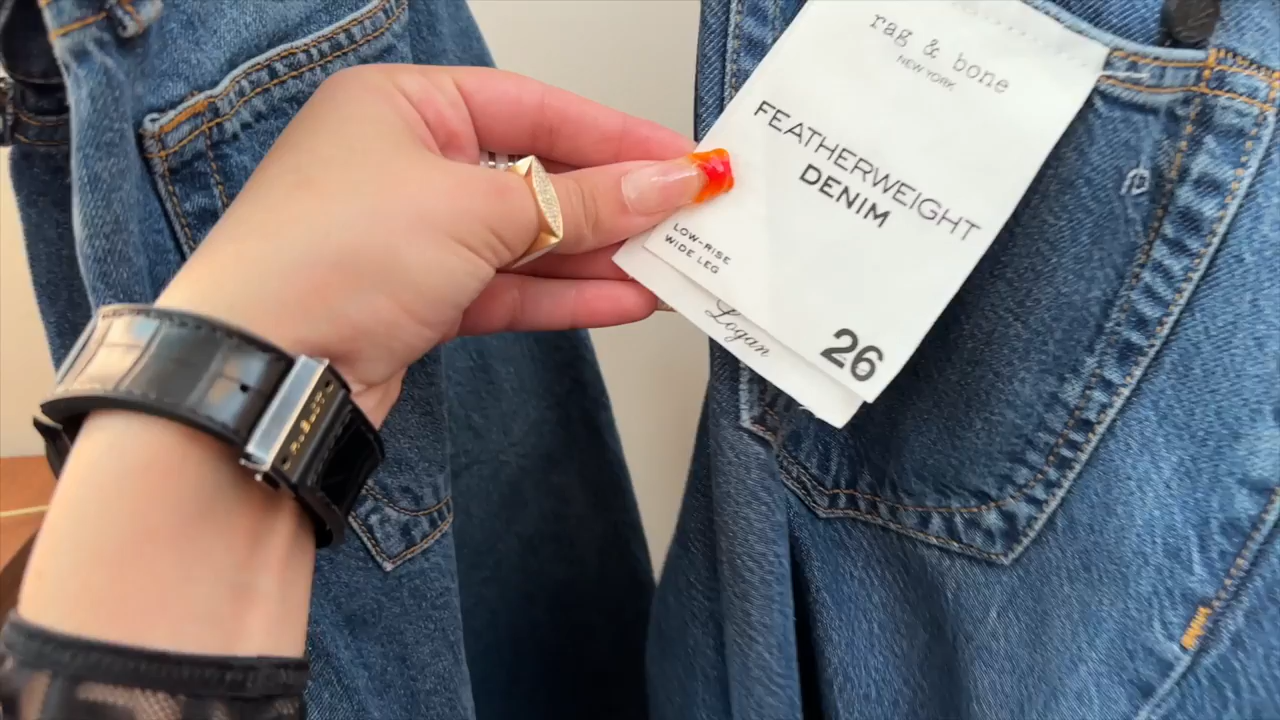 rag & bone
NEW YORK
FEATHERWEIGHT
DENIM
LOW-RISE
WIDE LEG
26
Logan